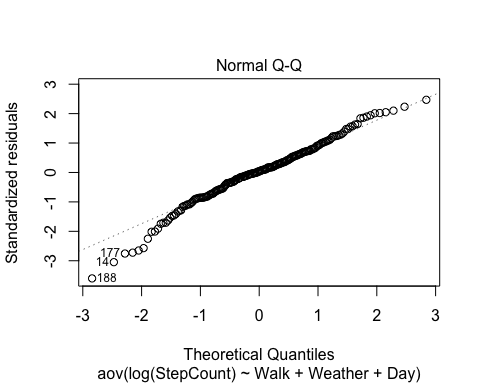 Normal Q-Q
Standardized residuals
3
2
1
0
-1
-2
-3
177
14
188
-3 -2 -1 0 1 2 3
Theoretical Quantiles
aov(log(StepCount) ~ Walk + Weather + Day)